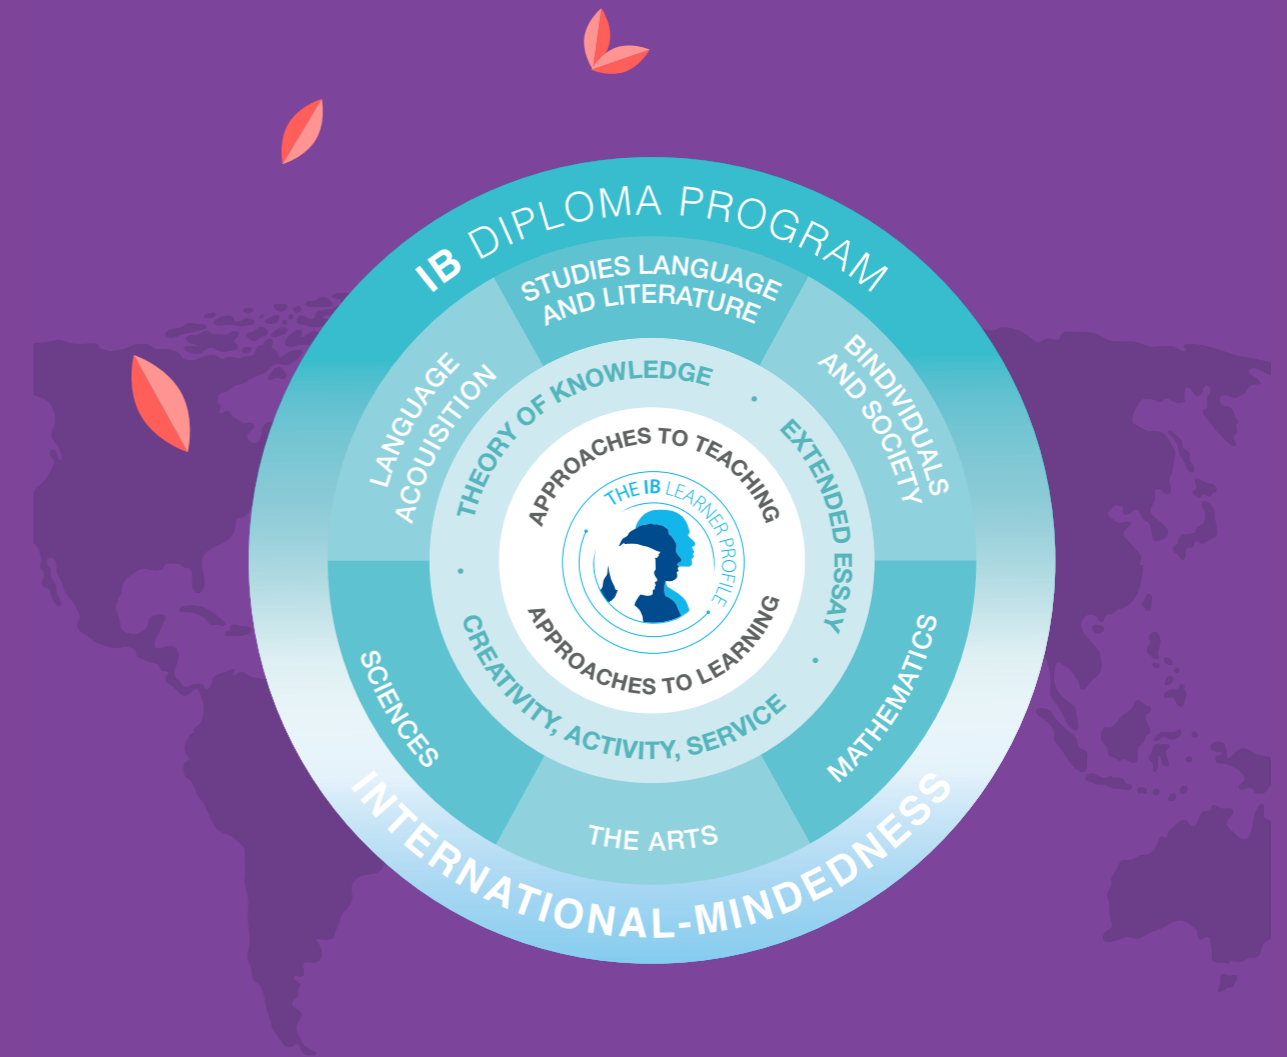 IB DIPLOMA PROGRAM
STUDIES LANGUAGE
AND LITERATURE
LANGUAGE
ACOUISITION
BINDIVIDUALS
AND SOCIETY
THEORY OF KNOWLEDGE
EXTENDED ESSAY
APPROACHES TO TEACHING
THE IB LEARNER PROFILE
APPROACHES TO LEARNING
CREATIVITY, ACTIVITY, SERVICE
SCIENCES
MATHEMATICS
THE ARTS
INTERNATIONAL-MINDEDNESS